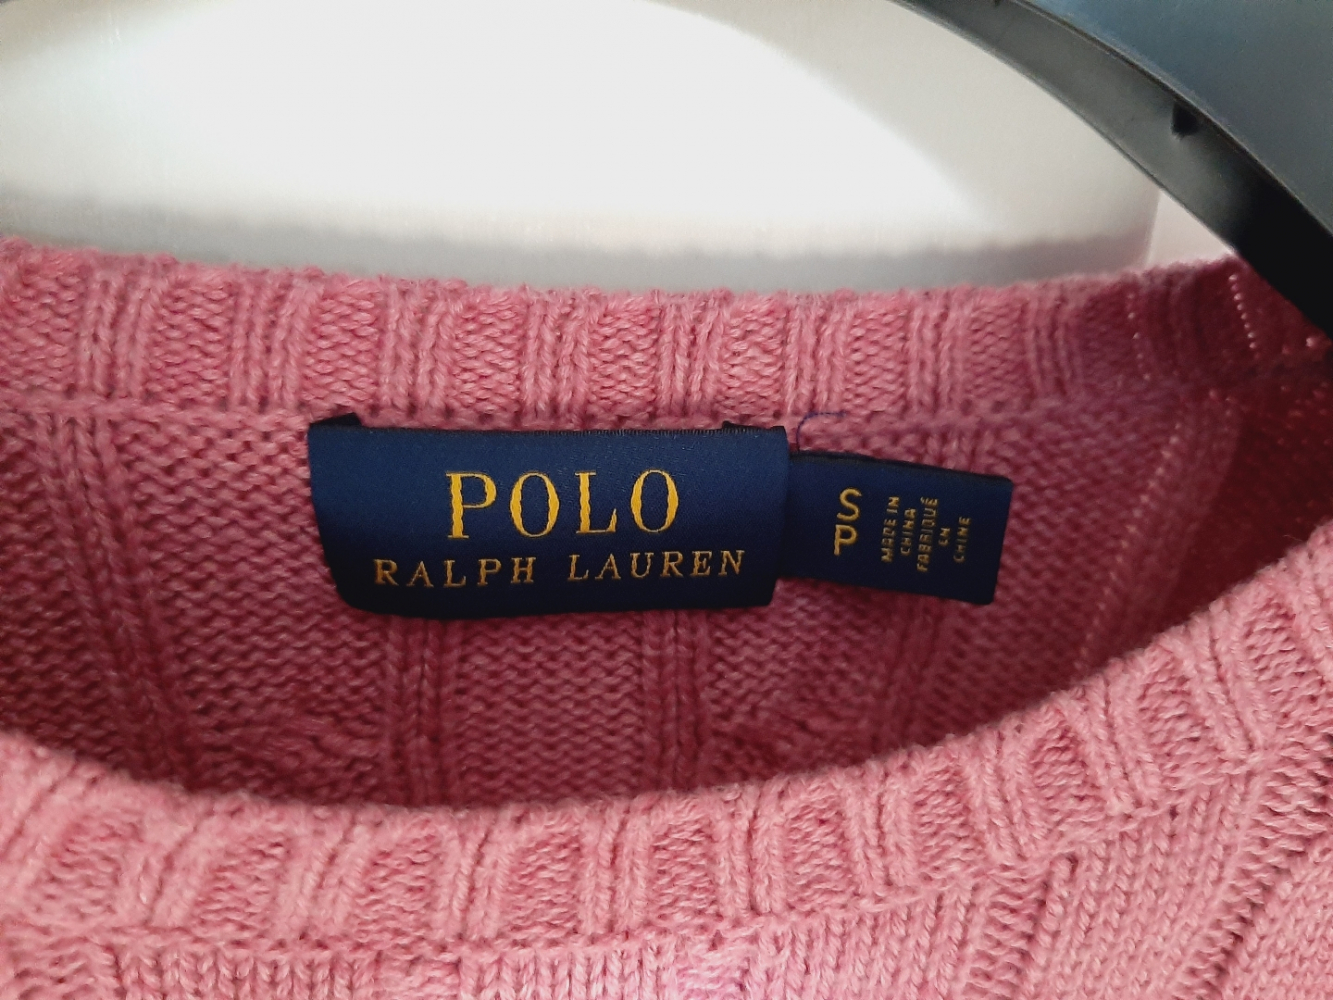 POLO
RALPH LAUREN
S
P
MADE IN
CHINA
FABRIQUÉ
EN
CHINE